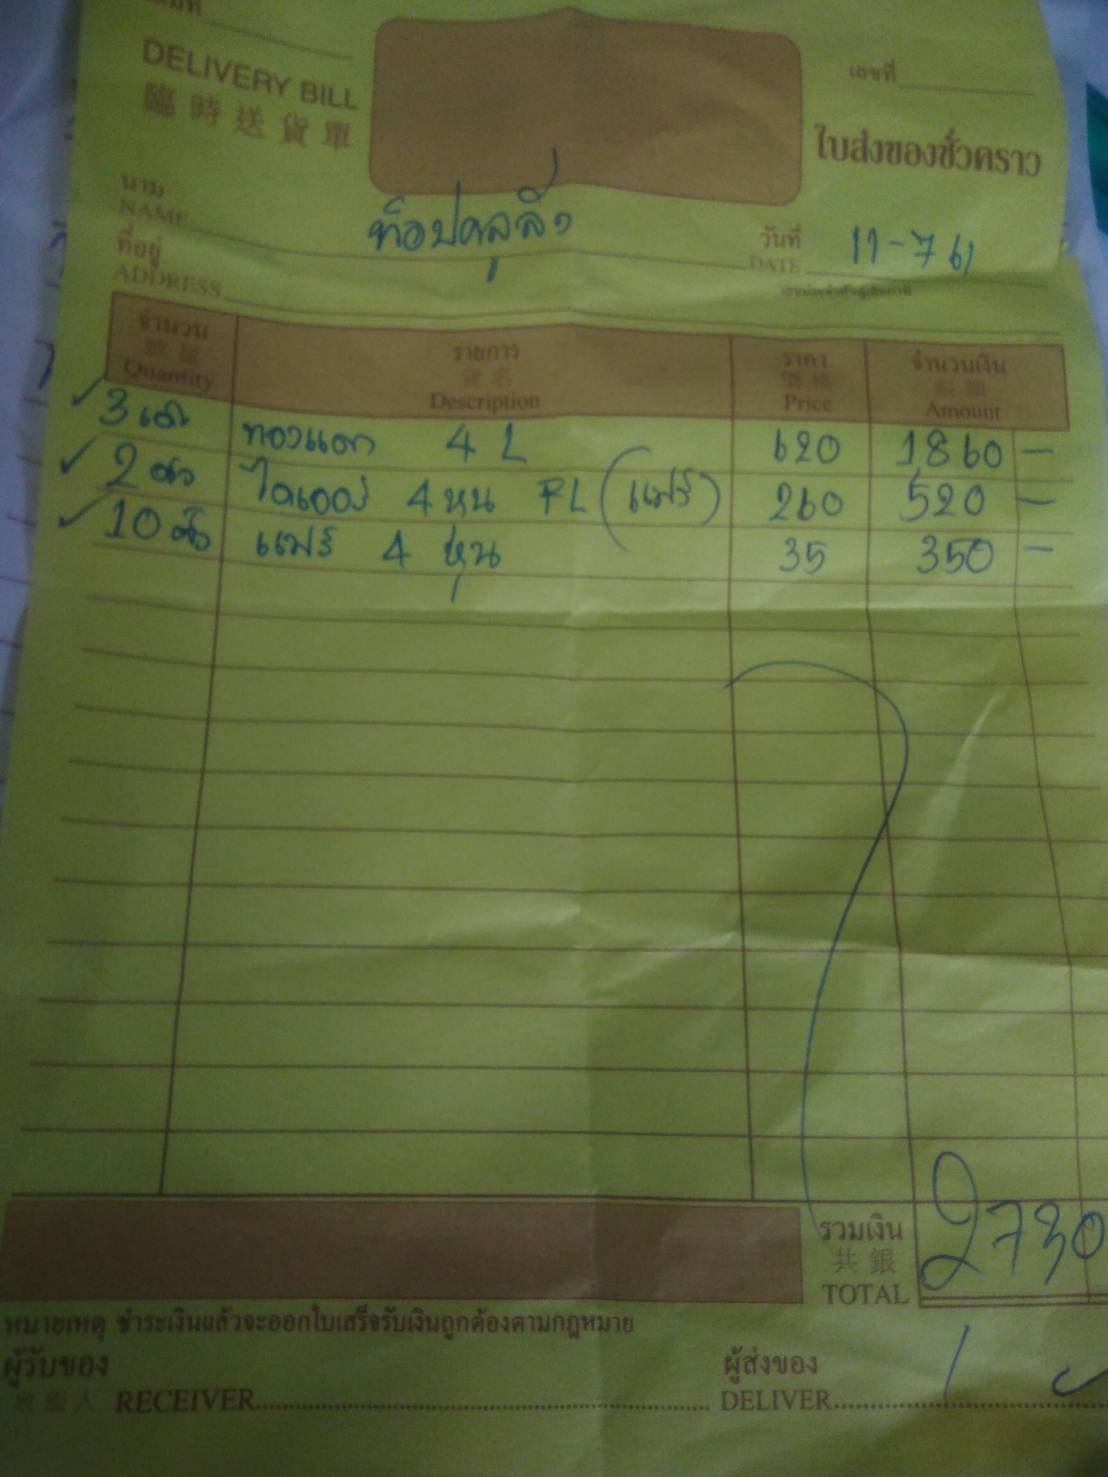 DELIVERY BILL
臨時送貨單
เลขที่
ใบส่งของชั่วคราว
นาม
NAME
ท็อปคูลลิ่ง
วันที่
DATE
11-7 61
ที่อยู่
ADDRESS
จำนวน
數量
Quantity
รายการ
貨名
Description
ราคา
價格
Price
จำนวนเงิน
銀額
Amount
3 เส้น ทองแดง 4 L 620 1860 —
2 ตัว ไดเออร์ 4 หุน FL (แฟร์) 260 520 —
10 ตัว แฟร์ 4 หุน 35 350 —
รวมเงิน
共銀
TOTAL
2730
หมายเหตุ ชำระเงินแล้วจะออกใบเสร็จรับเงินถูกต้องตามกฎหมาย
ผู้รับของ
RECEIVER
ผู้ส่งของ
DELIVER